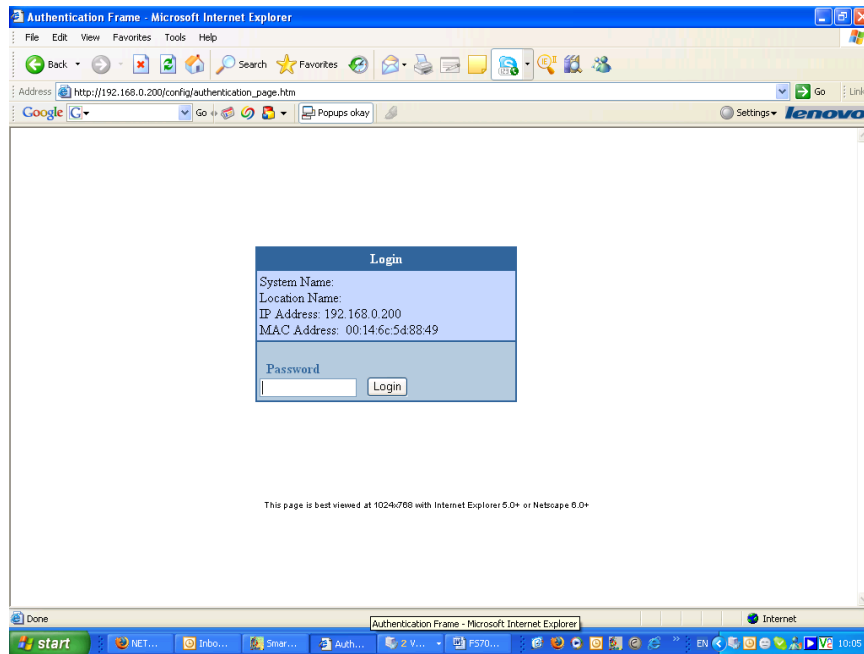 Authentication Frame - Microsoft Internet Explorer
File Edit View Favorites Tools Help
Back Search Favorites
Address http://192.168.0.200/config/authentication_page.htm Go
Google G Go Popups okay Settings lenovo
Login
System Name:
Location Name:
IP Address: 192.168.0.200
MAC Address: 00:14:6c:5d:88:49
Password
Login
This page is best viewed at 1024x768 with Internet Explorer 5.0+ or Netscape 6.0+
Done Internet
Authentication Frame - Microsoft Internet Explorer
start NET... Inbo... Smar... Auth... 2 V... F570... EN 10:05